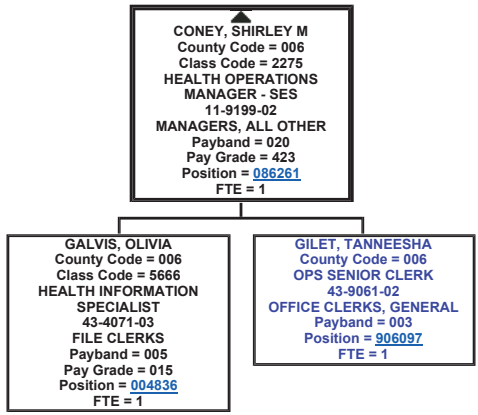 CONEY, SHIRLEY M
County Code = 006
Class Code = 2275
HEALTH OPERATIONS
MANAGER - SES
11-9199-02
MANAGERS, ALL OTHER
Payband = 020
Pay Grade = 423
Position = 086261
FTE = 1
GALVIS, OLIVIA
County Code = 006
Class Code = 5666
HEALTH INFORMATION
SPECIALIST
43-4071-03
FILE CLERKS
Payband = 005
Pay Grade = 015
Position = 004836
FTE = 1
GILET, TANNEESHA
County Code = 006
OPS SENIOR CLERK
43-9061-02
OFFICE CLERKS, GENERAL
Payband = 003
Position = 906097
FTE = 1